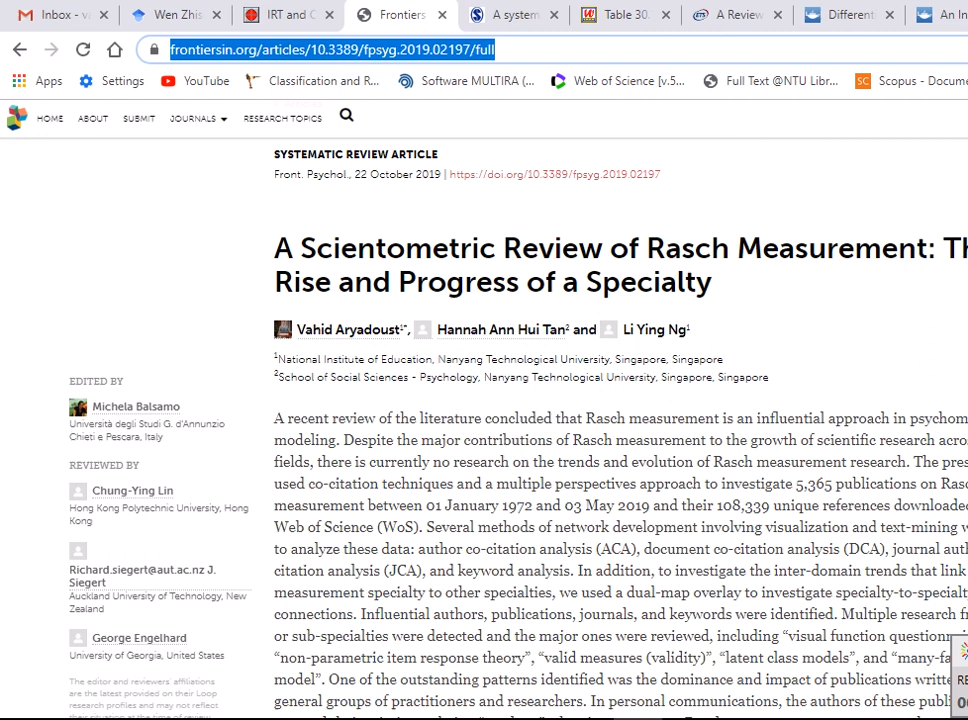 Inbox - va
Wen Zhis
IRT and C
Frontiers
A system
Table 30.
A Review
Different
An In
frontiersin.org/articles/10.3389/fpsyg.2019.02197/full
Apps
Settings
YouTube
Classification and R...
Software MULTIRA (...
Web of Science [v.5...
Full Text @NTU Libr...
Scopus - Docume
HOME
ABOUT
SUBMIT
JOURNALS
RESEARCH TOPICS
SYSTEMATIC REVIEW ARTICLE
Front. Psychol., 22 October 2019 | https://doi.org/10.3389/fpsyg.2019.02197
A Scientometric Review of Rasch Measurement: Th
Rise and Progress of a Specialty
Vahid Aryadoust1*, Hannah Ann Hui Tan2 and Li Ying Ng1
1National Institute of Education, Nanyang Technological University, Singapore, Singapore
2School of Social Sciences - Psychology, Nanyang Technological University, Singapore, Singapore
EDITED BY
Michela Balsamo
Università degli Studi G. d'Annunzio
Chieti e Pescara, Italy
REVIEWED BY
Chung-Ying Lin
Hong Kong Polytechnic University, Hong
Kong
Richard.siegert@aut.ac.nz J.
Siegert
Auckland University of Technology, New
Zealand
George Engelhard
University of Georgia, United States
The editor and reviewers' affiliations
are the latest provided on their Loop
research profiles and may not reflect
their situation at the time of review.
A recent review of the literature concluded that Rasch measurement is an influential approach in psychom
modeling. Despite the major contributions of Rasch measurement to the growth of scientific research acro
fields, there is currently no research on the trends and evolution of Rasch measurement research. The pres
used co-citation techniques and a multiple perspectives approach to investigate 5,365 publications on Rasc
measurement between 01 January 1972 and 03 May 2019 and their 108,339 unique references downloade
Web of Science (WoS). Several methods of network development involving visualization and text-mining w
to analyze these data: author co-citation analysis (ACA), document co-citation analysis (DCA), journal auth
citation analysis (JCA), and keyword analysis. In addition, to investigate the inter-domain trends that link
measurement specialty to other specialties, we used a dual-map overlay to investigate specialty-to-specialty
connections. Influential authors, publications, journals, and keywords were identified. Multiple research f
or sub-specialties were detected and the major ones were reviewed, including “visual function questionn
“non-parametric item response theory”, “valid measures (validity)”, “latent class models”, and “many-fa
model”. One of the outstanding patterns identified was the dominance and impact of publications writte
general groups of practitioners and researchers. In personal communications, the authors of these publi
RE